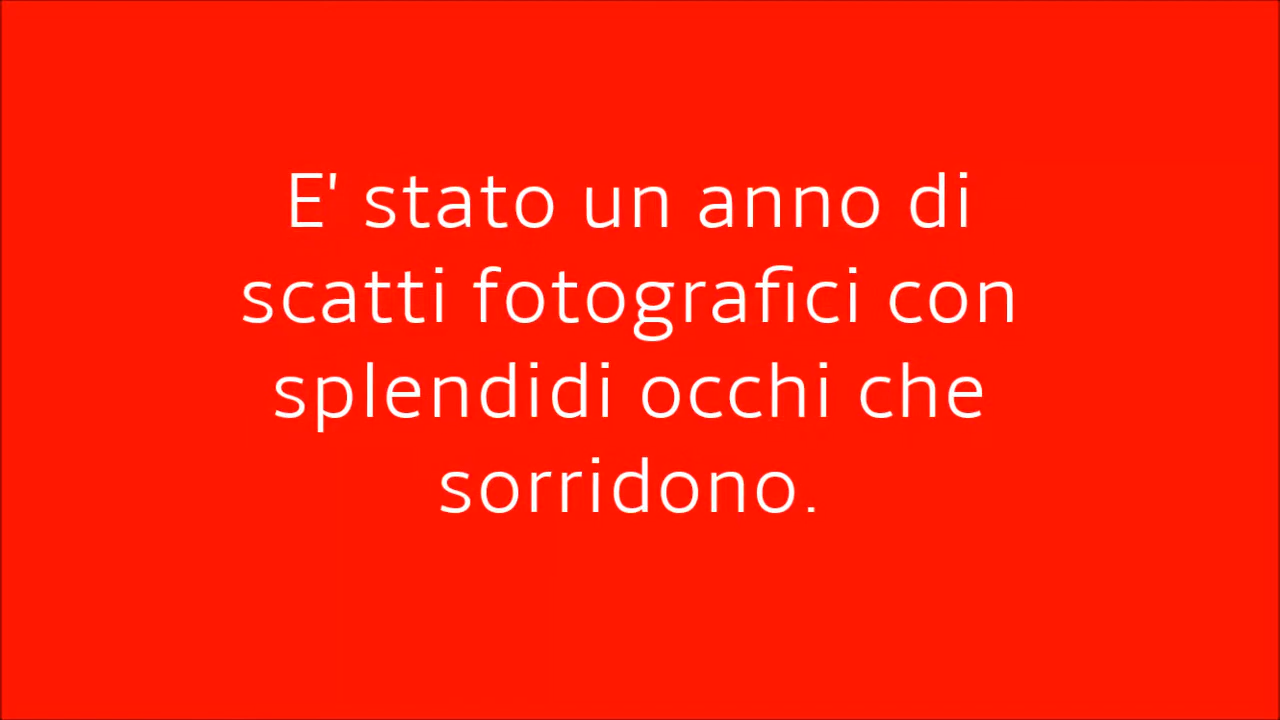 E' stato un anno di
scatti fotografici con
splendidi occhi che
sorridono.